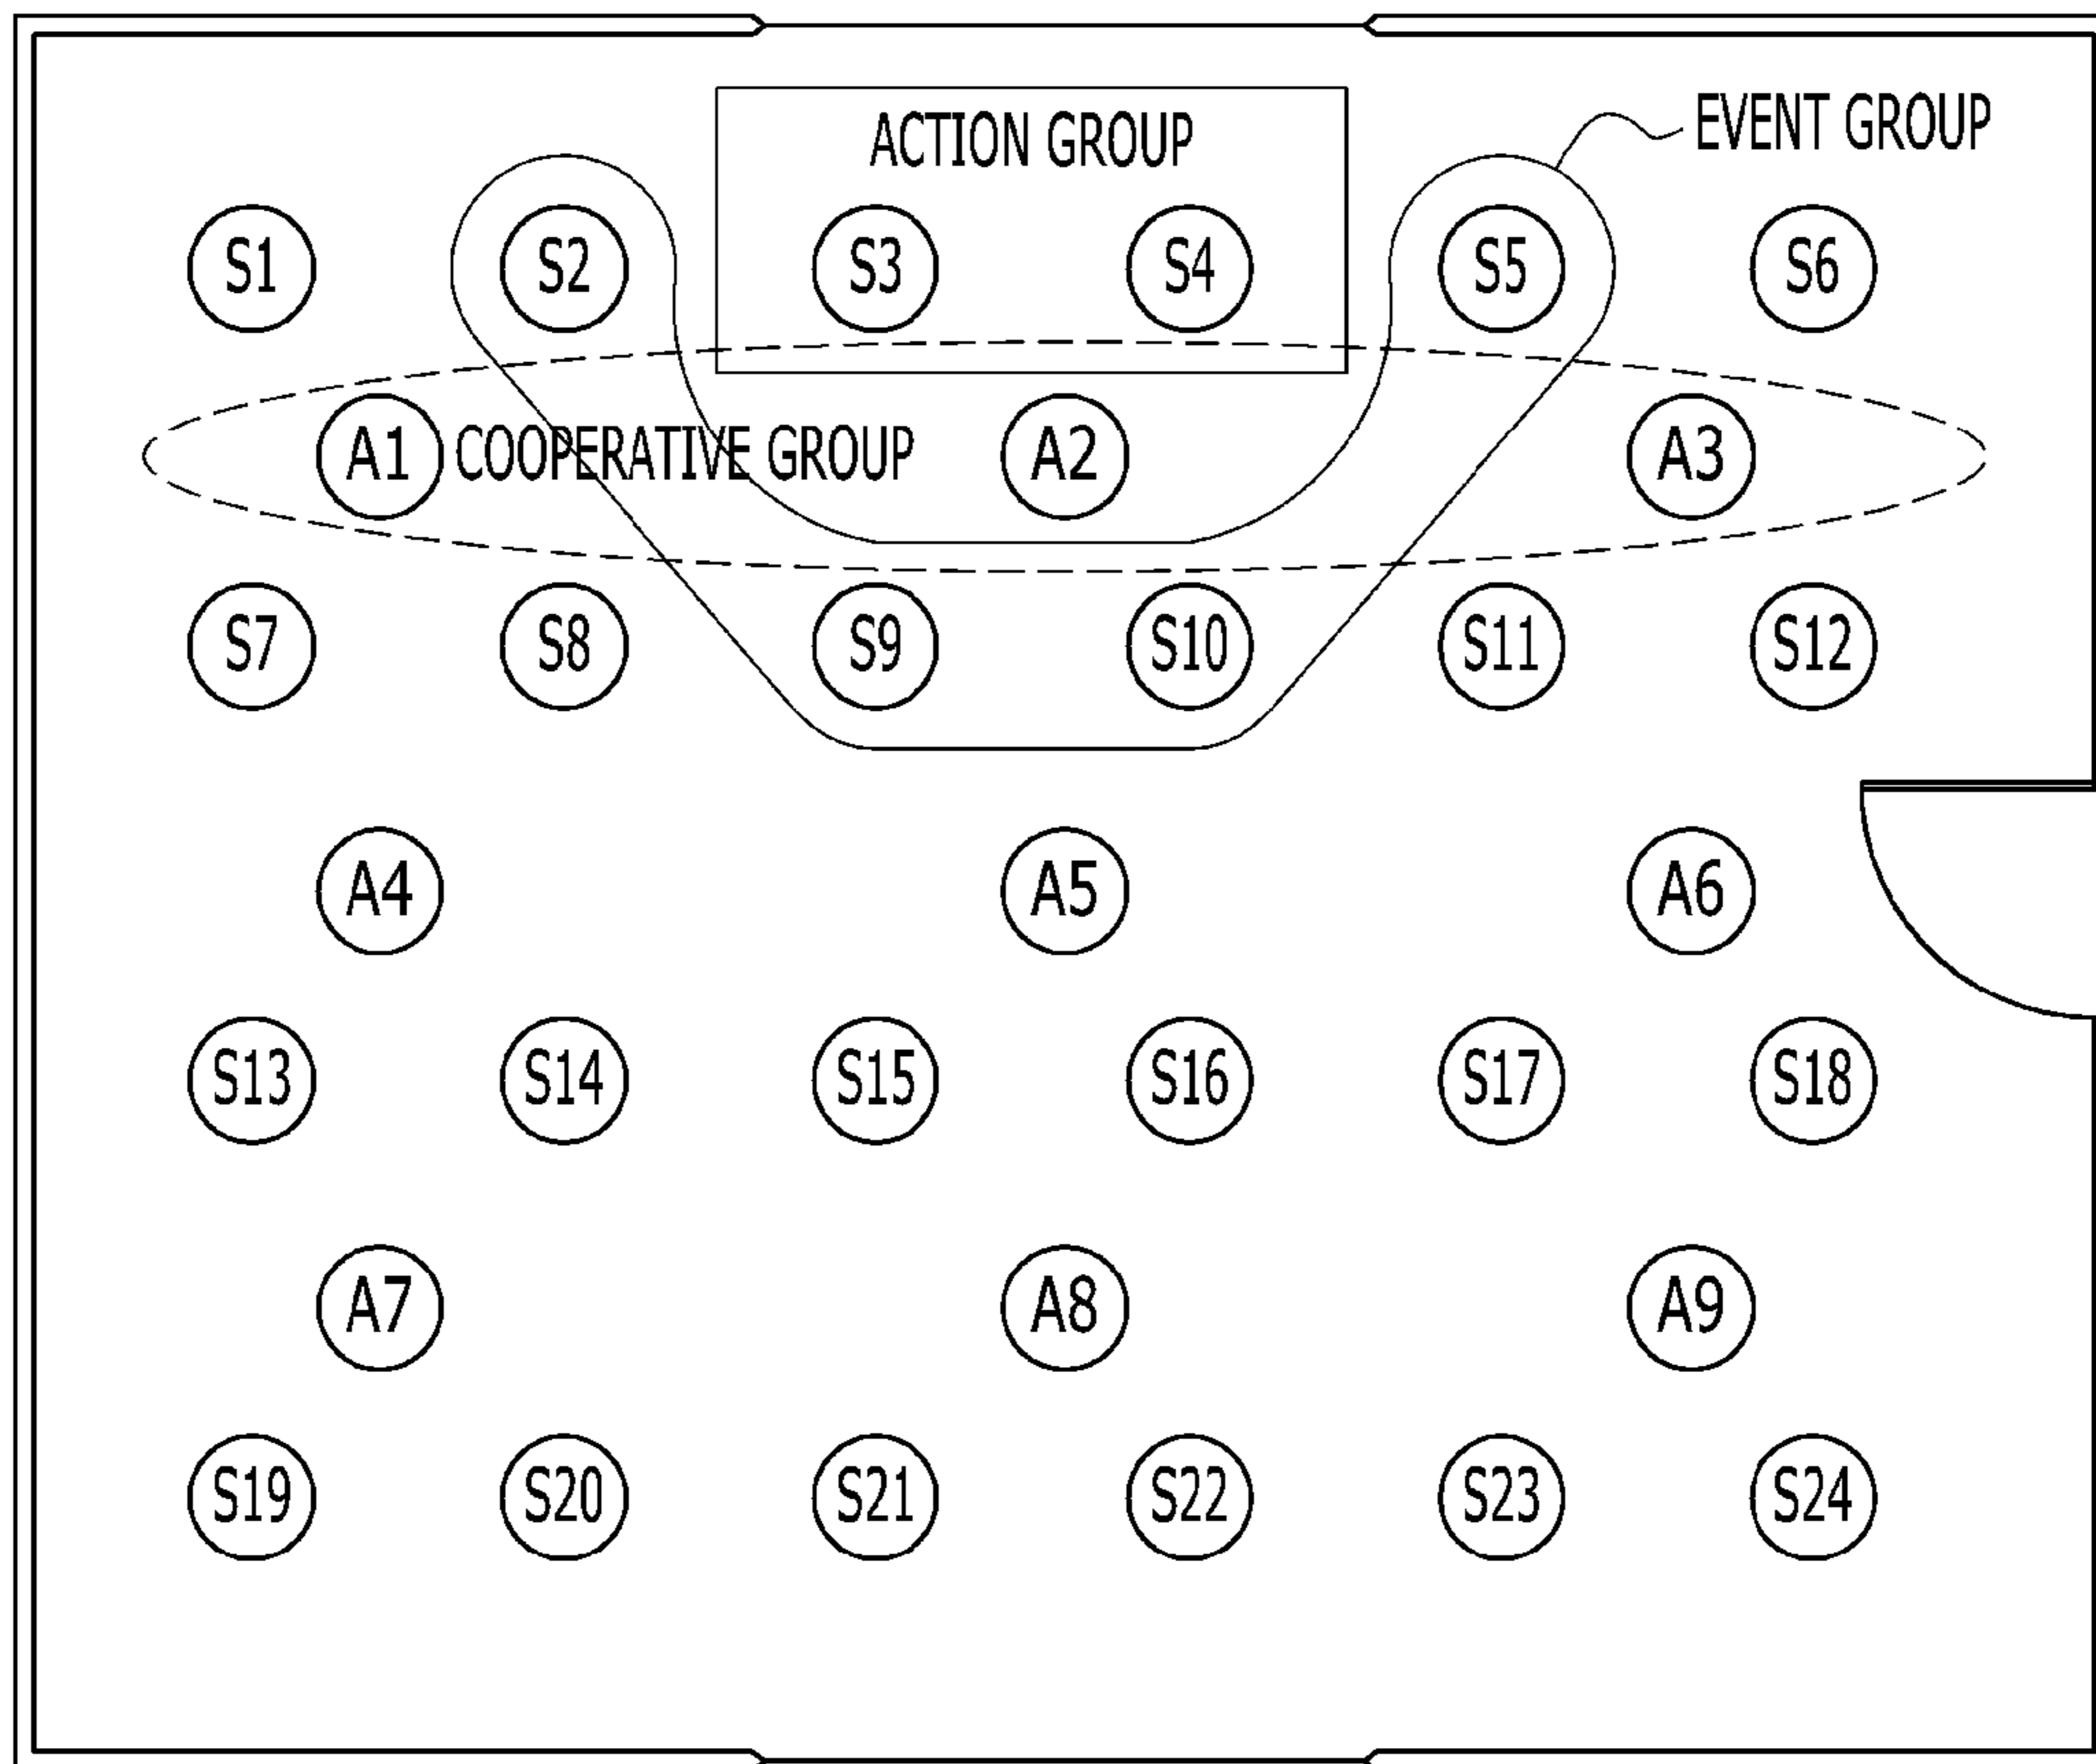 ACTION GROUP
EVENT GROUP
S1 S2 S3 S4 S5 S6
A1 COOPERATIVE GROUP A2 A3
S7 S8 S9 S10 S11 S12
A4 A5 A6
S13 S14 S15 S16 S17 S18
A7 A8 A9
S19 S20 S21 S22 S23 S24